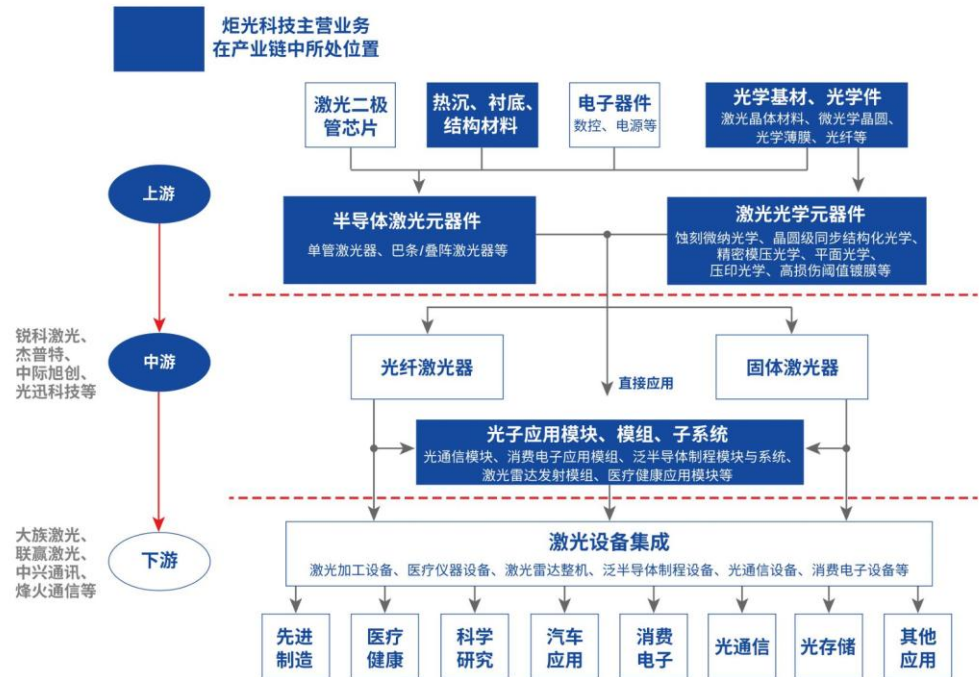 炬光科技主营业务
在产业链中所处位置
激光二极
管芯片
热沉、衬底、
结构材料
电子器件
数控、电源等
光学基材、光学件
激光晶体材料、微光学晶圆、
光学薄膜、光纤等
上游
半导体激光元器件
单管激光器、巴条/叠阵激光器等
激光光学元器件
蚀刻微纳光学、晶圆级同步结构化光学、
精密模压光学、平面光学、
压印光学、高损伤阈值镀膜等
锐科激光、
杰普特、
中际旭创、
光迅科技等
中游
光纤激光器
直接应用
固体激光器
光子应用模块、模组、子系统
光通信模块、消费电子应用模组、泛半导体制程模块与系统、
激光雷达发射模组、医疗健康应用模块等
大族激光、
联赢激光、
中兴通讯、
烽火通信等
下游
激光设备集成
激光加工设备、医疗仪器设备、激光雷达整机、泛半导体制程设备、光通信设备、消费电子设备等
先进
制造
医疗
健康
科学
研究
汽车
应用
消费
电子
光通信
光存储
其他
应用